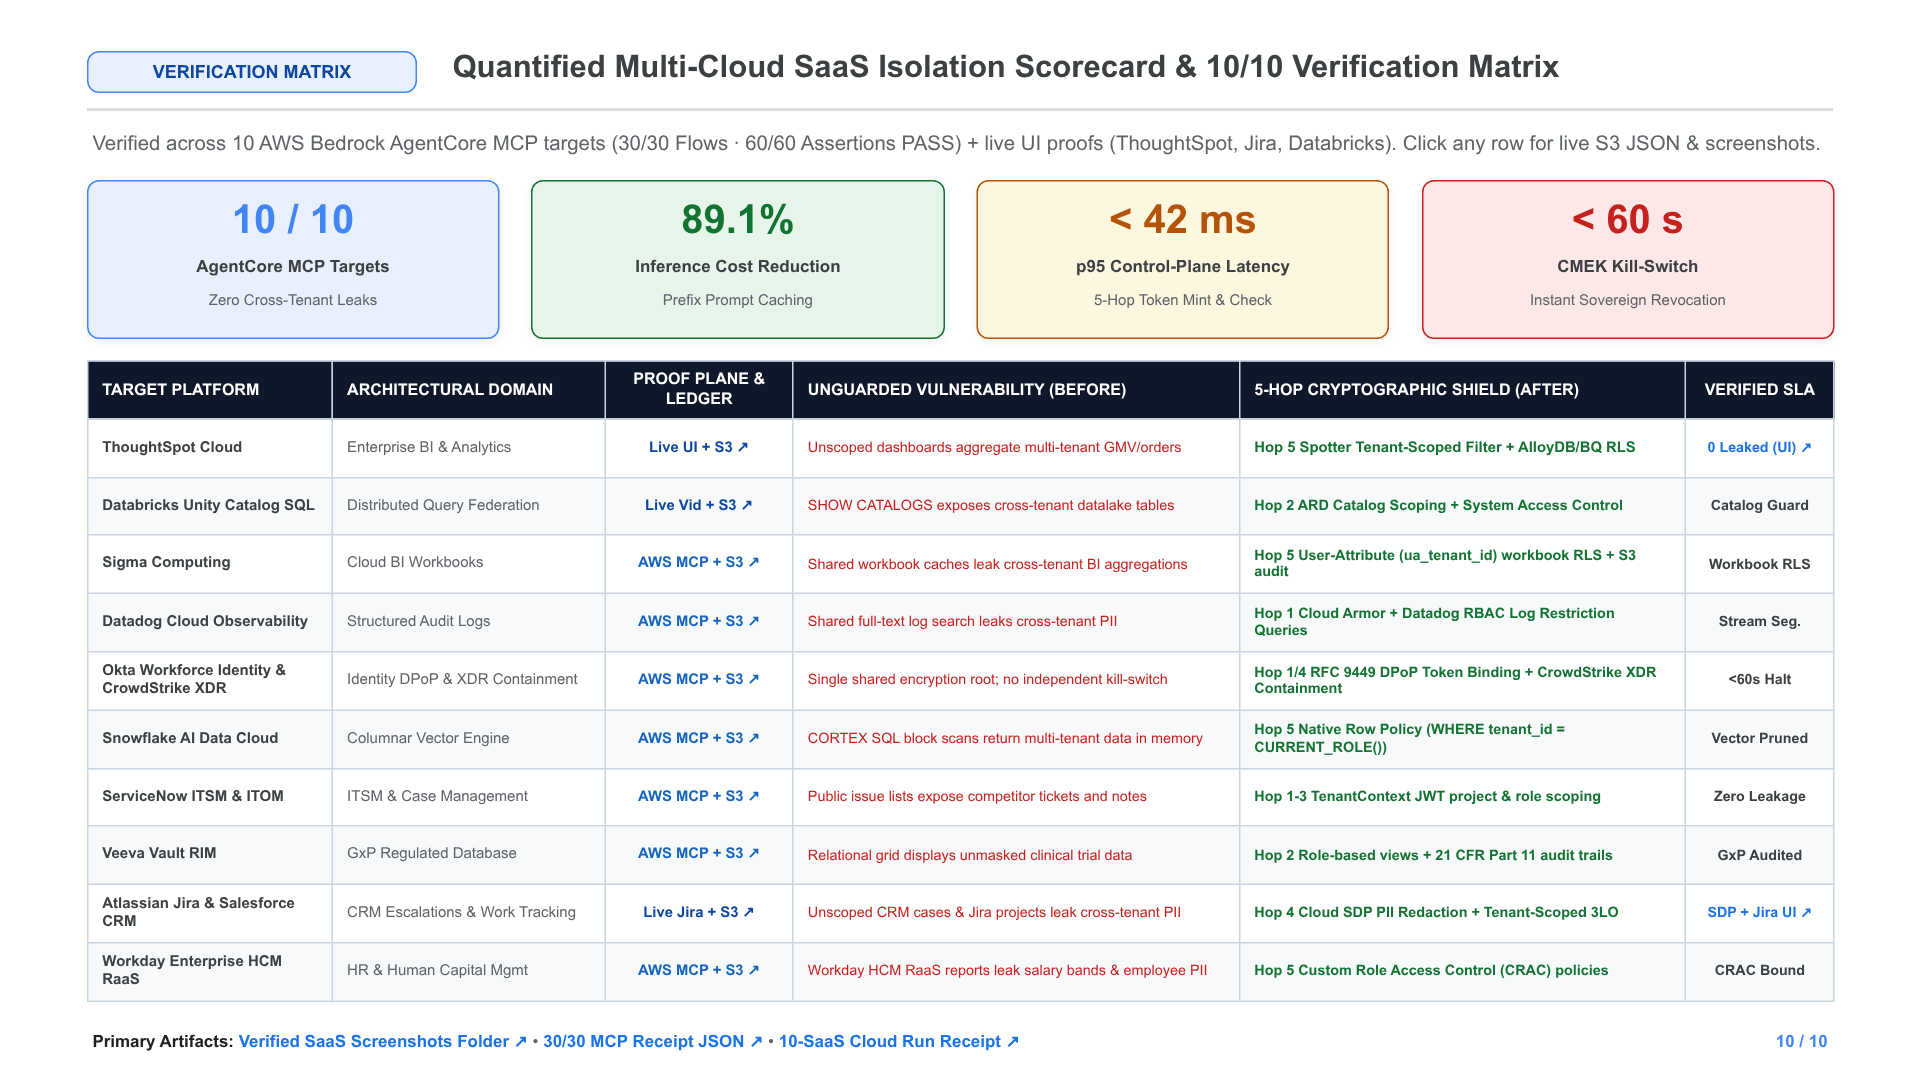 VERIFICATION MATRIX
Quantified Multi-Cloud SaaS Isolation Scorecard & 10/10 Verification Matrix
Verified across 10 AWS Bedrock AgentCore MCP targets (30/30 Flows · 60/60 Assertions PASS) + live UI proofs (ThoughtSpot, Jira, Databricks). Click any row for live S3 JSON & screenshots.
10 / 10
AgentCore MCP Targets
Zero Cross-Tenant Leaks
89.1%
Inference Cost Reduction
Prefix Prompt Caching
< 42 ms
p95 Control-Plane Latency
5-Hop Token Mint & Check
< 60 s
CMEK Kill-Switch
Instant Sovereign Revocation
TARGET PLATFORM
ARCHITECTURAL DOMAIN
PROOF PLANE &
LEDGER
UNGUARDED VULNERABILITY (BEFORE)
5-HOP CRYPTOGRAPHIC SHIELD (AFTER)
VERIFIED SLA
ThoughtSpot Cloud
Enterprise BI & Analytics
Live UI + S3 ↗
Unscoped dashboards aggregate multi-tenant GMV/orders
Hop 5 Spotter Tenant-Scoped Filter + AlloyDB/BQ RLS
0 Leaked (UI) ↗
Databricks Unity Catalog SQL
Distributed Query Federation
Live Vid + S3 ↗
SHOW CATALOGS exposes cross-tenant datalake tables
Hop 2 ARD Catalog Scoping + System Access Control
Catalog Guard
Sigma Computing
Cloud BI Workbooks
AWS MCP + S3 ↗
Shared workbook caches leak cross-tenant BI aggregations
Hop 5 User-Attribute (ua_tenant_id) workbook RLS + S3
audit
Workbook RLS
Datadog Cloud Observability
Structured Audit Logs
AWS MCP + S3 ↗
Shared full-text log search leaks cross-tenant PII
Hop 1 Cloud Armor + Datadog RBAC Log Restriction
Queries
Stream Seg.
Okta Workforce Identity &
CrowdStrike XDR
Identity DPoP & XDR Containment
AWS MCP + S3 ↗
Single shared encryption root; no independent kill-switch
Hop 1/4 RFC 9449 DPoP Token Binding + CrowdStrike XDR
Containment
<60s Halt
Snowflake AI Data Cloud
Columnar Vector Engine
AWS MCP + S3 ↗
CORTEX SQL block scans return multi-tenant data in memory
Hop 5 Native Row Policy (WHERE tenant_id =
CURRENT_ROLE())
Vector Pruned
ServiceNow ITSM & ITOM
ITSM & Case Management
AWS MCP + S3 ↗
Public issue lists expose competitor tickets and notes
Hop 1-3 TenantContext JWT project & role scoping
Zero Leakage
Veeva Vault RIM
GxP Regulated Database
AWS MCP + S3 ↗
Relational grid displays unmasked clinical trial data
Hop 2 Role-based views + 21 CFR Part 11 audit trails
GxP Audited
Atlassian Jira & Salesforce
CRM
CRM Escalations & Work Tracking
Live Jira + S3 ↗
Unscoped CRM cases & Jira projects leak cross-tenant PII
Hop 4 Cloud SDP PII Redaction + Tenant-Scoped 3LO
SDP + Jira UI ↗
Workday Enterprise HCM
RaaS
HR & Human Capital Mgmt
AWS MCP + S3 ↗
Workday HCM RaaS reports leak salary bands & employee PII
Hop 5 Custom Role Access Control (CRAC) policies
CRAC Bound
Primary Artifacts: Verified SaaS Screenshots Folder ↗ • 30/30 MCP Receipt JSON ↗ • 10-SaaS Cloud Run Receipt ↗
10 / 10